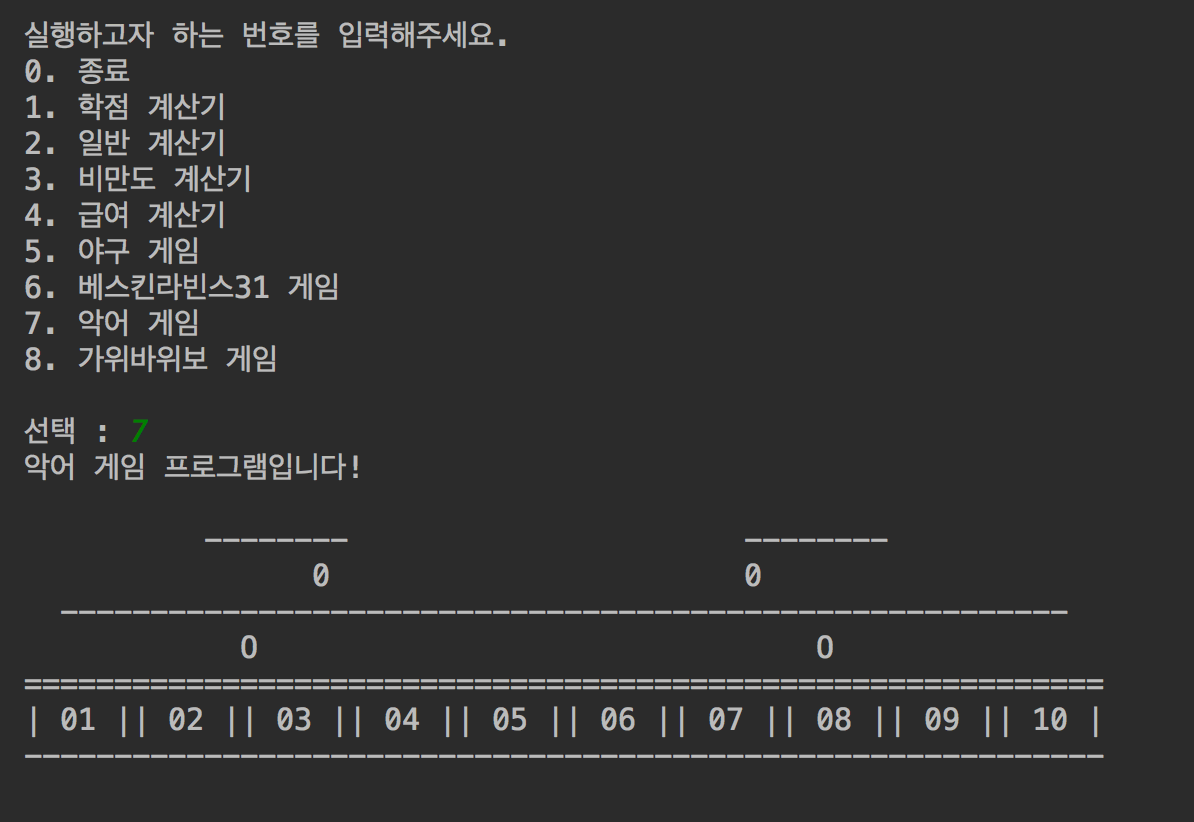 실행하고자 하는 번호를 입력해주세요.
0. 종료
1. 학점 계산기
2. 일반 계산기
3. 비만도 계산기
4. 급여 계산기
5. 야구 게임
6. 베스킨라빈스31 게임
7. 악어 게임
8. 가위바위보 게임
선택 : 7
악어 게임 프로그램입니다!
          --------                      --------
                0                       0
  --------------------------------------------------------
            O                               O
============================================================
| 01 || 02 || 03 || 04 || 05 || 06 || 07 || 08 || 09 || 10 |
------------------------------------------------------------